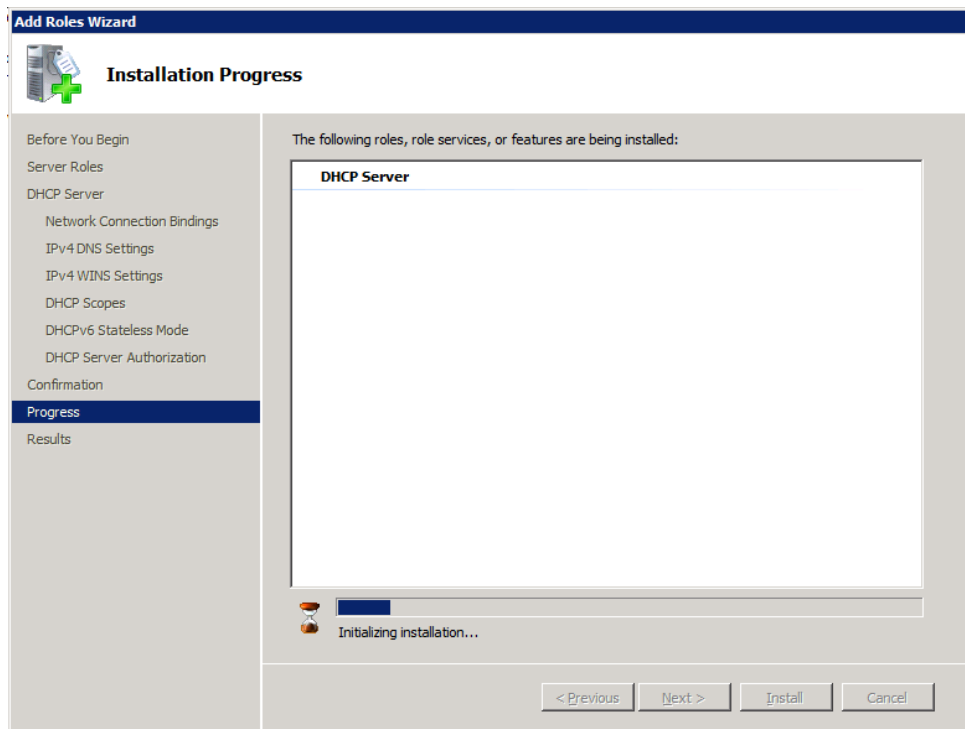 Add Roles Wizard
Installation Progress
Before You Begin
Server Roles
DHCP Server
Network Connection Bindings
IPv4 DNS Settings
IPv4 WINS Settings
DHCP Scopes
DHCPv6 Stateless Mode
DHCP Server Authorization
Confirmation
Progress
Results
The following roles, role services, or features are being installed:
DHCP Server
Initializing installation...
< Previous
Next >
Install
Cancel